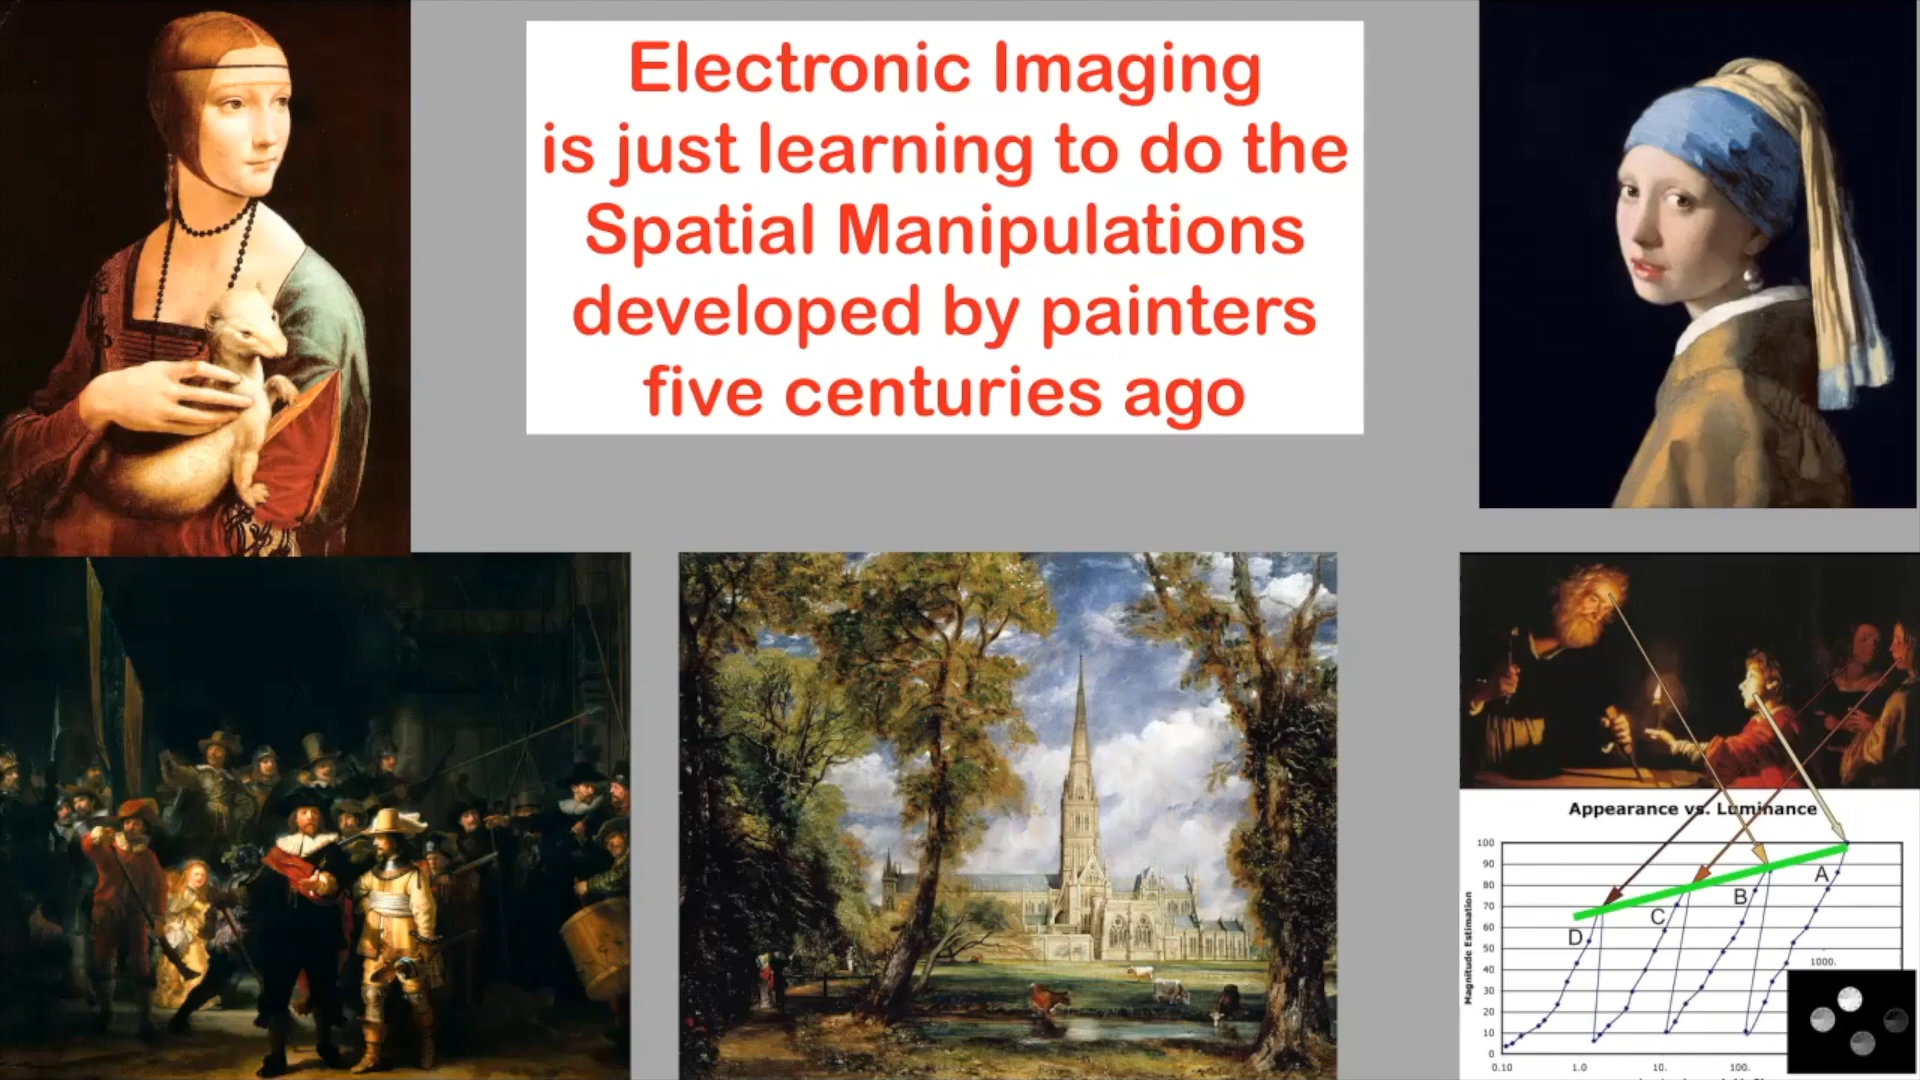 Electronic Imaging
is just learning to do the
Spatial Manipulations
developed by painters
five centuries ago
Appearance vs. Luminance
Magnitude Estimation
100
90
80
70
60
50
40
30
20
10
0
A
B
C
D
1000.
0.10
1.0
10.
100.